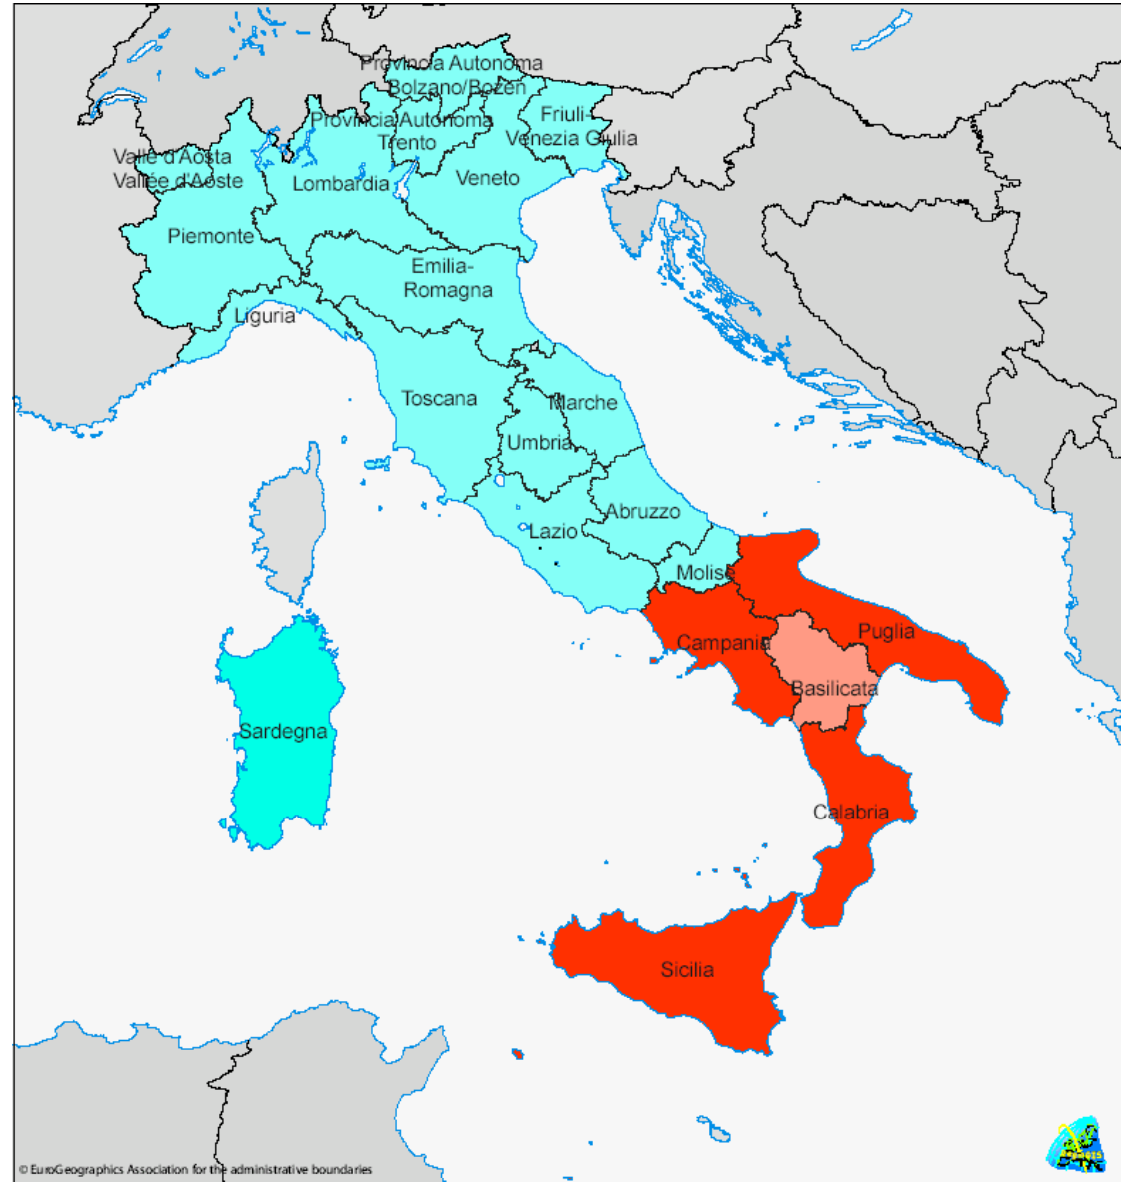 Provincia Autonoma
Bolzano/Bozen
Provincia Autonoma
Trento
Friuli-
Venezia Giulia
Valle d'Aosta
Vallée d'Aoste
Lombardia
Veneto
Piemonte
Emilia-
Romagna
Liguria
Toscana
Marche
Umbria
Abruzzo
Lazio
Molise
Campania
Puglia
Basilicata
Sardegna
Calabria
Sicilia
© EuroGeographics Association for the administrative boundaries